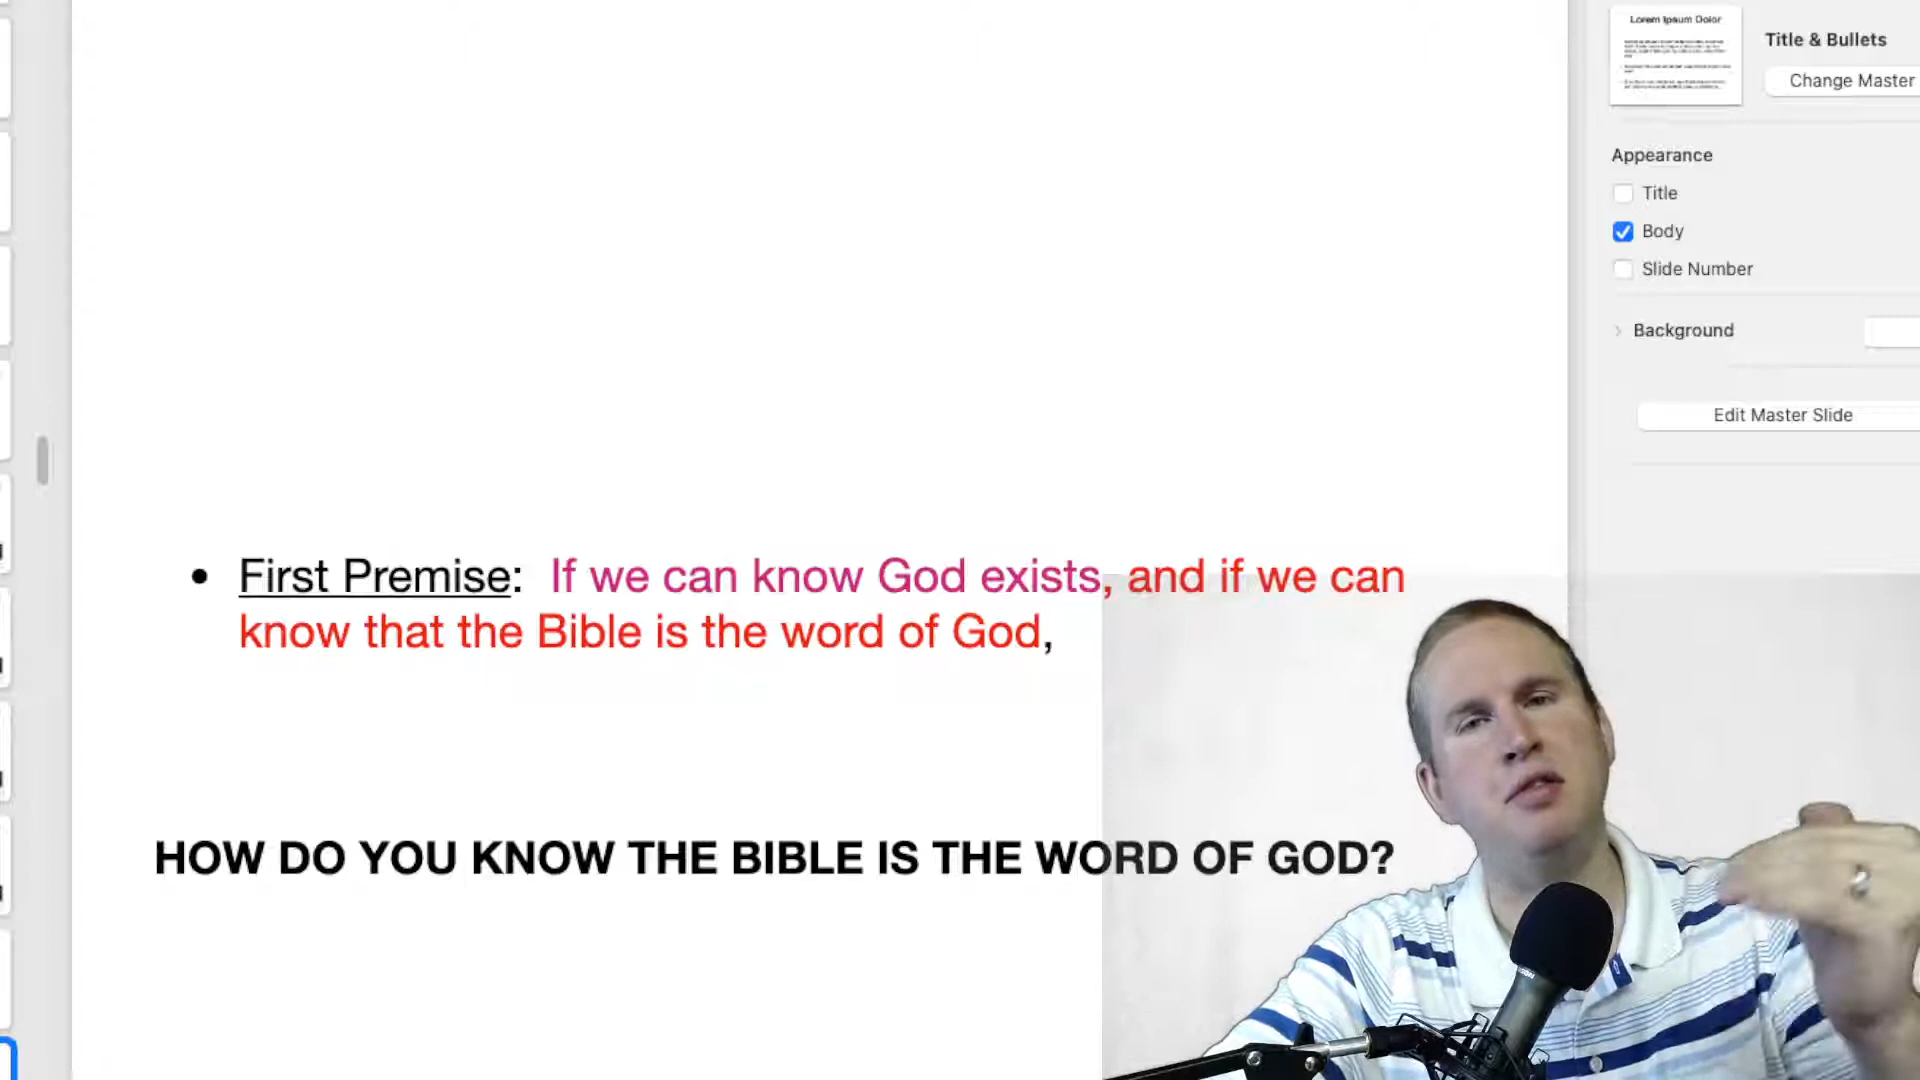 Lorem Ipsum Dolor
Title & Bullets
Change Master
Appearance
Title
Body
Slide Number
Background
Edit Master Slide
• First Premise: If we can know God exists, and if we can
know that the Bible is the word of God,
HOW DO YOU KNOW THE BIBLE IS THE WORD OF GOD?